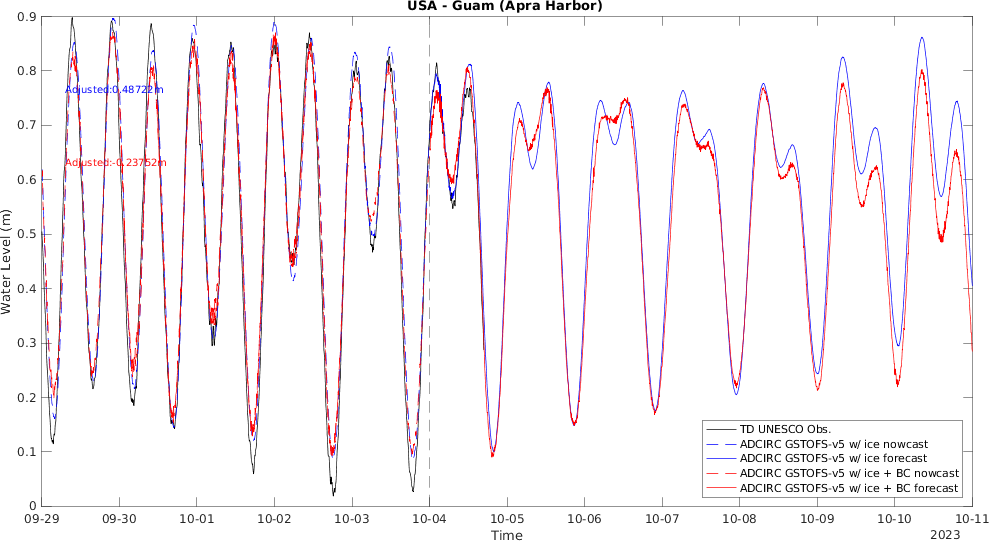 USA - Guam (Apra Harbor)
0.9
0.8
0.7
0.6
0.5
0.4
0.3
0.2
0.1
0
Water Level (m)
Adjusted:0.48722m
Adjusted:-0.23752m
TD UNESCO Obs.
ADCIRC GSTOFS-v5 w/ ice nowcast
ADCIRC GSTOFS-v5 w/ ice forecast
ADCIRC GSTOFS-v5 w/ ice + BC nowcast
ADCIRC GSTOFS-v5 w/ ice + BC forecast
09-29 09-30 10-01 10-02 10-03 10-04 10-05 10-06 10-07 10-08 10-09 10-10 10-11
Time
2023